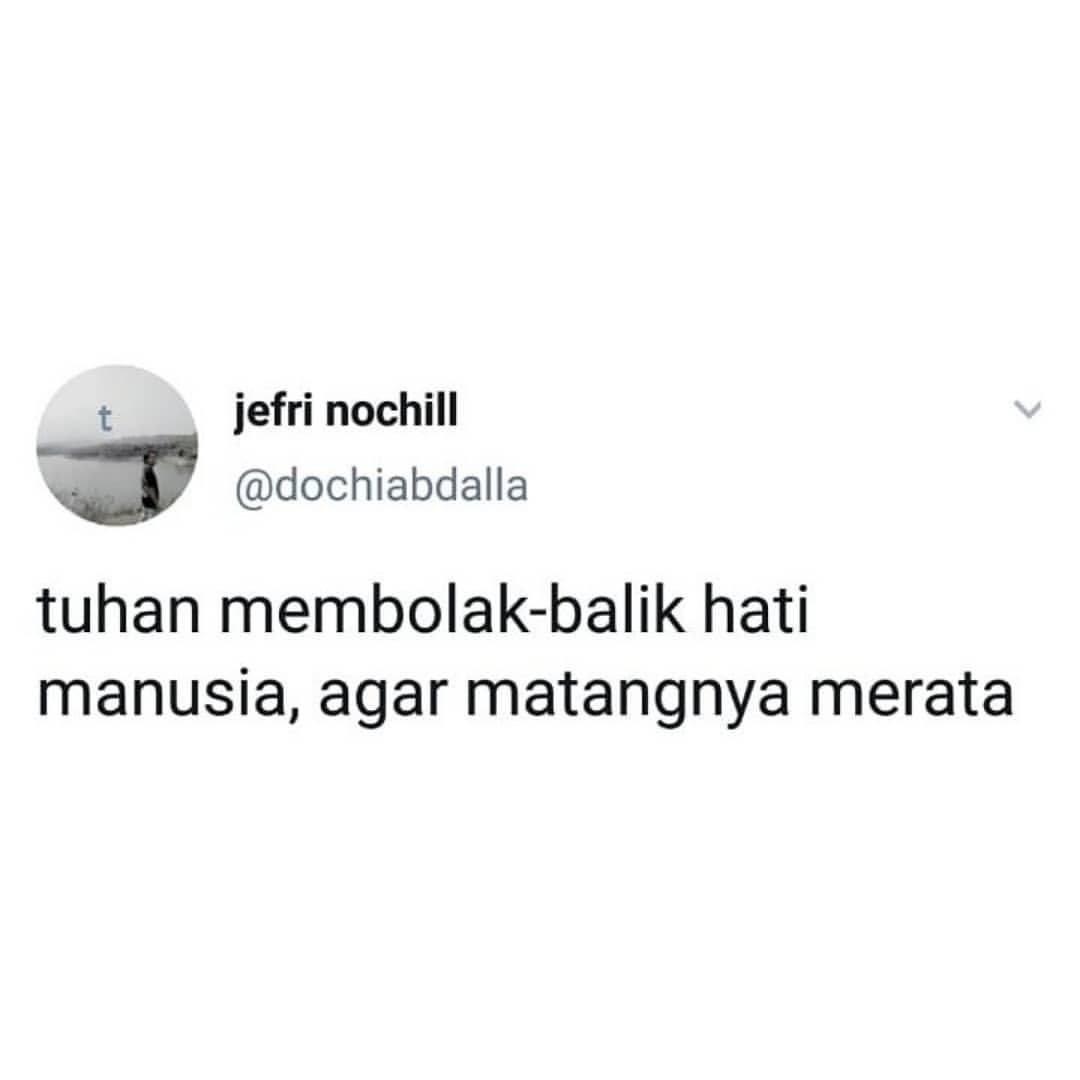 t
jefri nochill
@dochiabdalla
tuhan membolak-balik hati
manusia, agar matangnya merata